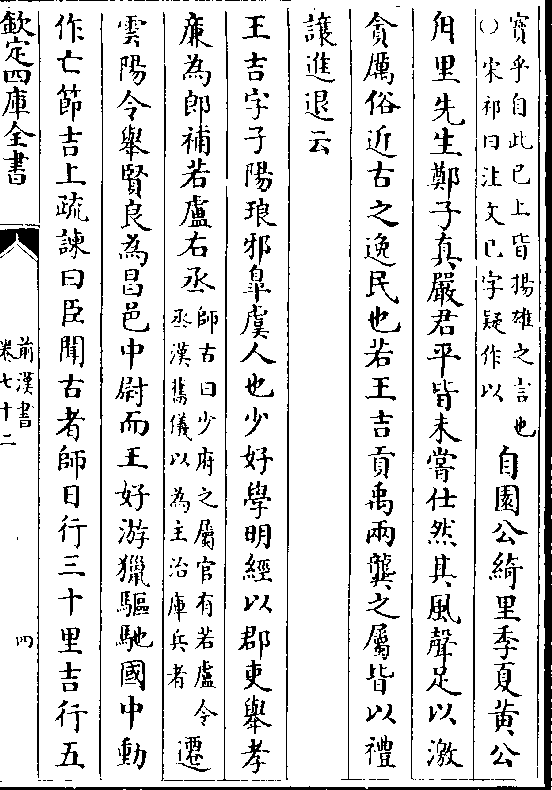 寳乎自此已上皆揚雄之言也
○宋祁曰注文已字疑作以
自園公綺里季夏黄公
甪里先生鄭子真嚴君平皆未嘗仕然其風聲足以激
貪厲俗近古之逸民也若王吉貢禹兩龔之屬皆以禮
讓進退云
王吉字子陽琅邪臯虞人也少好學明經以郡吏舉孝
廉為郎補若盧右丞
師古曰少府之屬官有若盧令
丞漢舊儀以為主治庫兵者
遷
雲陽令舉賢良為昌邑中尉而王好游獵驅馳國中動
作亡節吉上疏諫曰臣聞古者師日行三十里吉行五
欽定四庫全書
前漢書
卷七十二
四